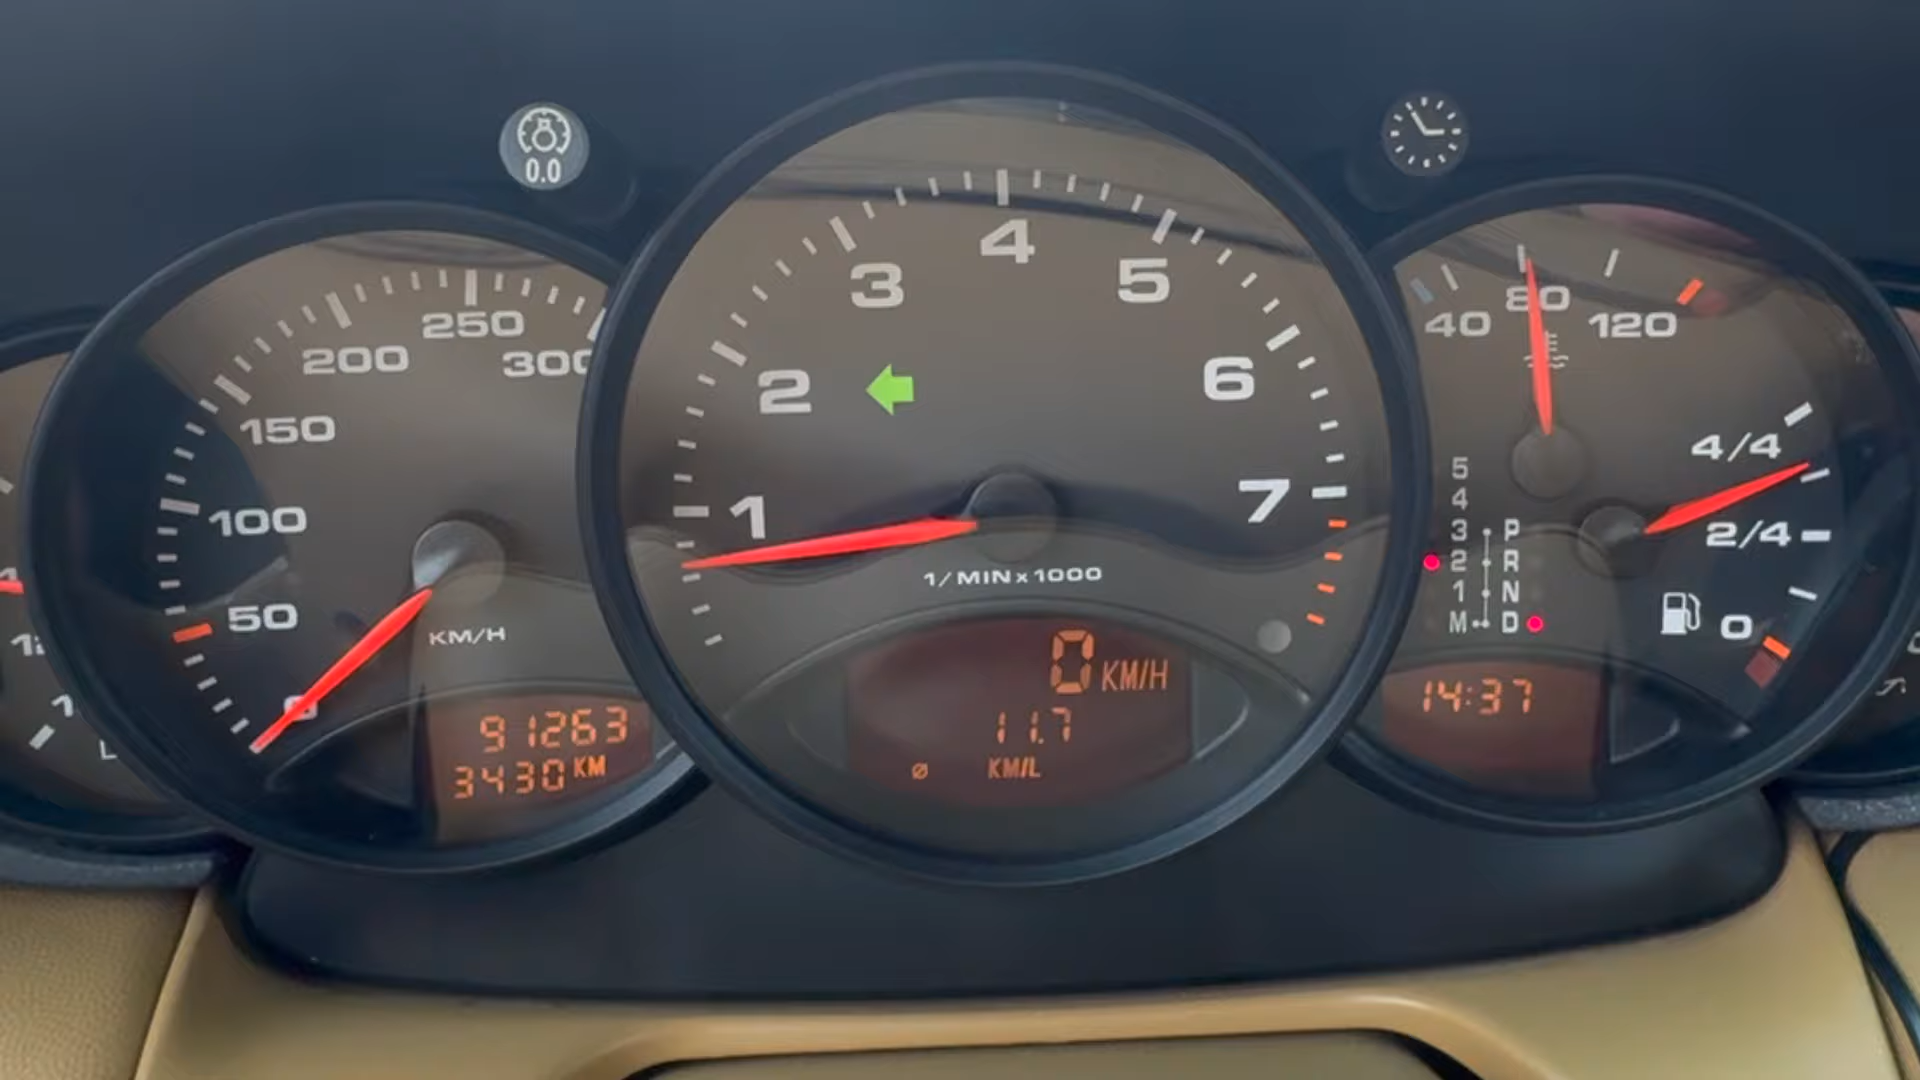 0.0
50
100
150
200
250
300
0
KM/H
91263
3430 KM
1
2
3
4
5
6
7
1/MIN x 1000
0 KM/H
11.7
ø KM/L
40
80
120
4/4
2/4
0
5
4
3 P
2 R
1 N
M D
14:37